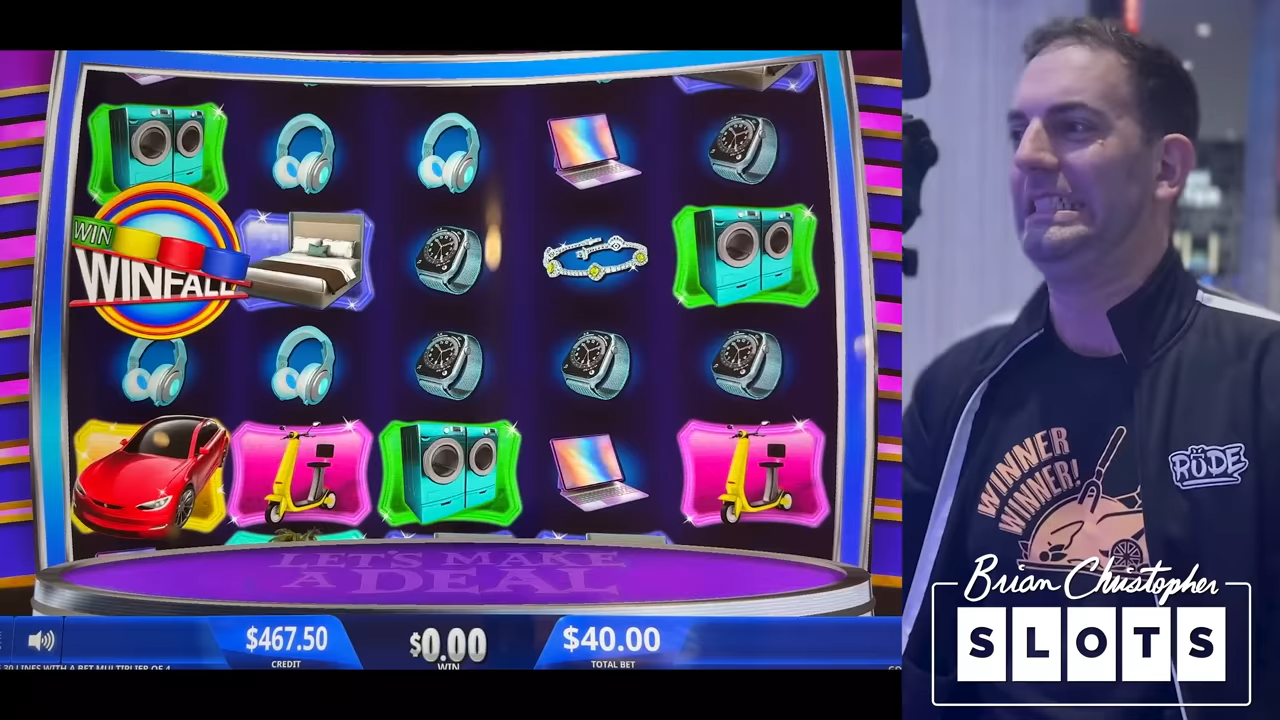 WIN
WINFALL
LET'S MAKE
A DEAL
$467.50
CREDIT
$0.00
WIN
$40.00
TOTAL BET
30 LINES WITH A BET MULTIPLIER OF 4
WINNER
WINNER!
RÜDE
Brian Christopher
SLOTS